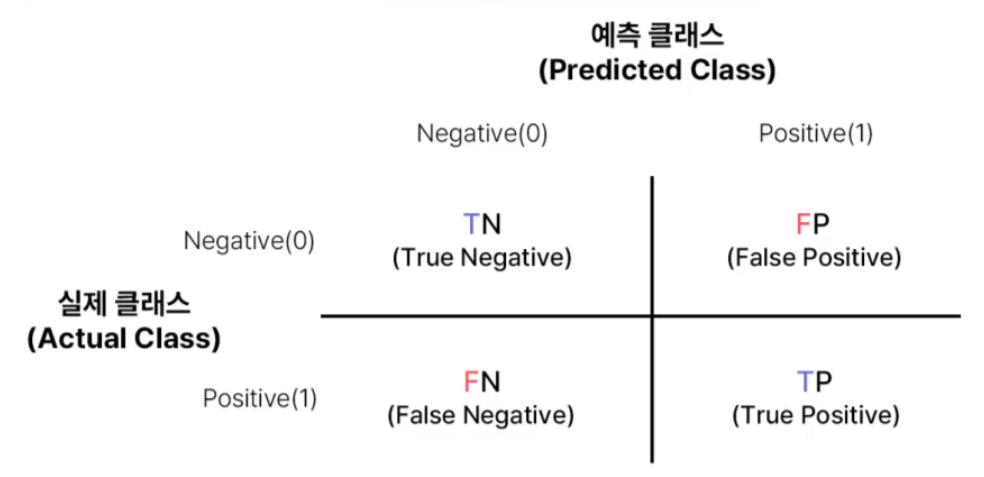 예측 클래스
(Predicted Class)
Negative(0)
Positive(1)
Negative(0)
TN
(True Negative)
FP
(False Positive)
실제 클래스
(Actual Class)
Positive(1)
FN
(False Negative)
TP
(True Positive)